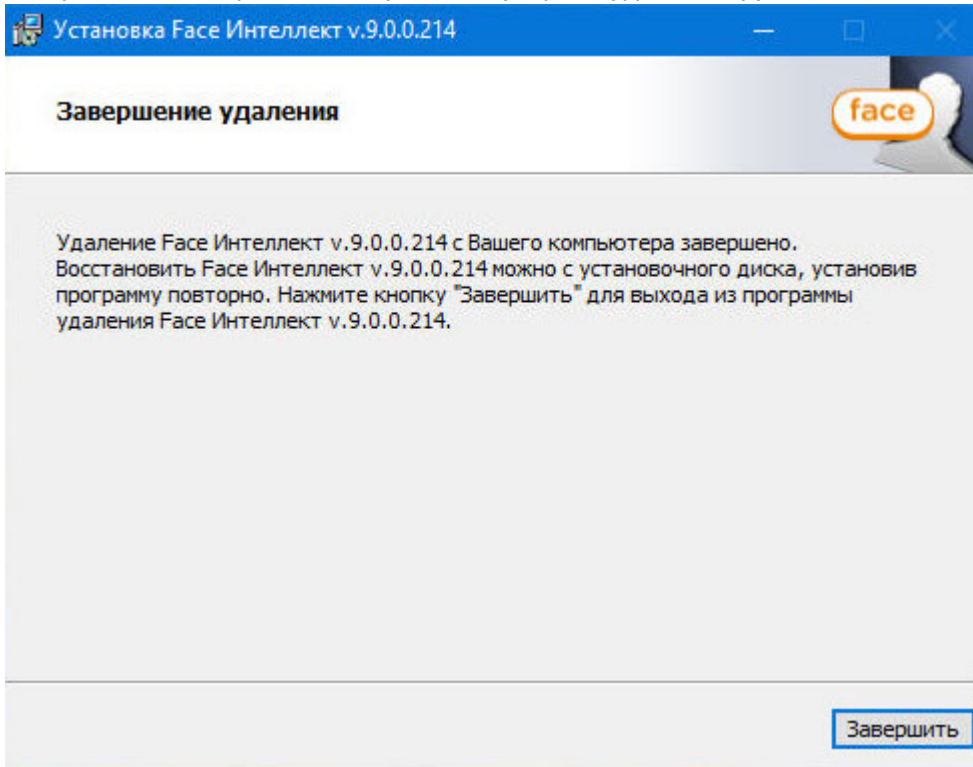 Установка Face Интеллект v.9.0.0.214
Завершение удаления
face
Удаление Face Интеллект v.9.0.0.214 с Вашего компьютера завершено.
Восстановить Face Интеллект v.9.0.0.214 можно с установочного диска, установив
программу повторно. Нажмите кнопку "Завершить" для выхода из программы
удаления Face Интеллект v.9.0.0.214.
Завершить